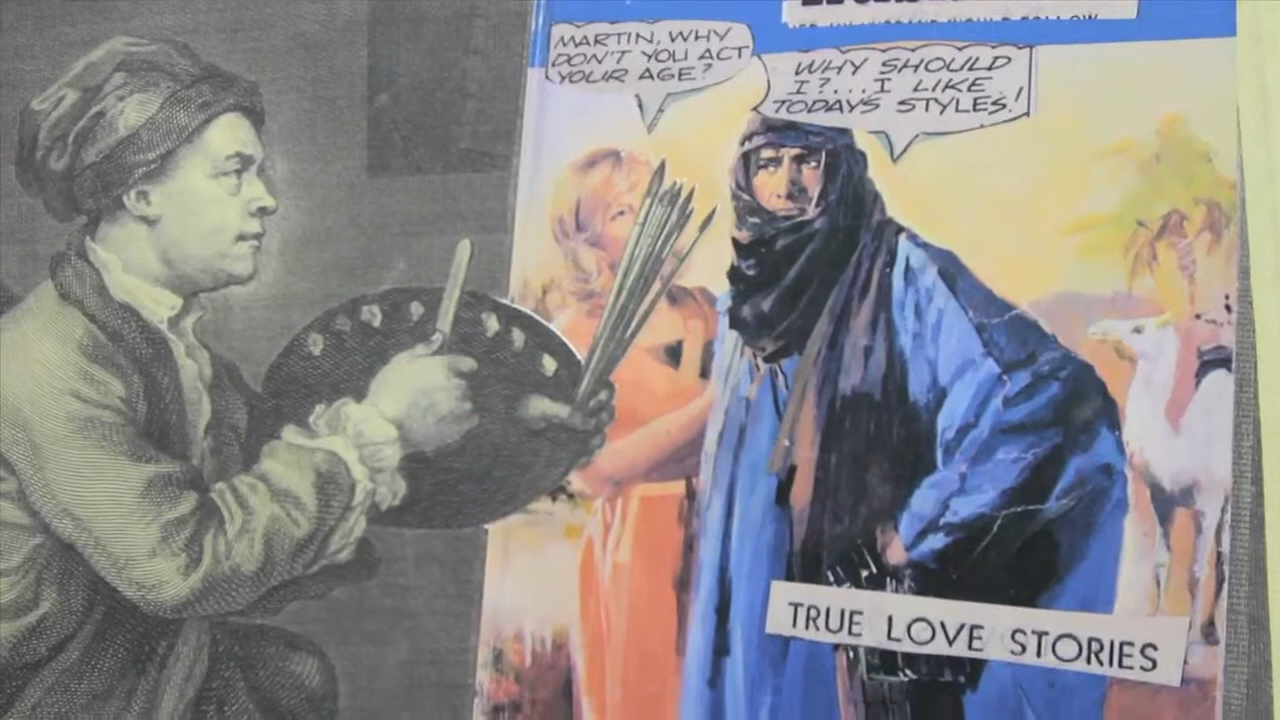 MARTIN, WHY
DON'T YOU ACT
YOUR AGE?
WHY SHOULD
I?...I LIKE
TODAY'S STYLES!
TRUE LOVE STORIES